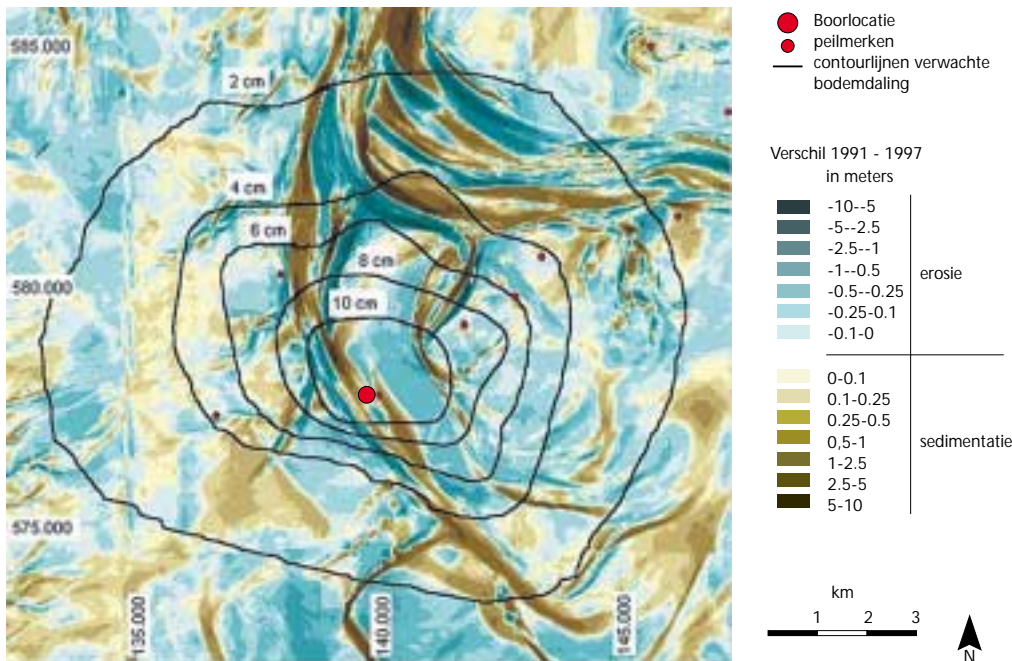 585.000
2 cm
4 cm
6 cm
8 cm
10 cm
580.000
575.000
135.000
140.000
145.000
Boorlocatie
peilmerken
contourlijnen verwachte
bodemdaling
Verschil 1991 - 1997
in meters
-10--5
-5--2.5
-2.5--1
-1--0.5
-0.5--0.25
-0.25-0.1
-0.1-0
erosie
0-0.1
0.1-0.25
0.25-0.5
0,5-1
1-2.5
2.5-5
5-10
sedimentatie
km
1 2 3
N